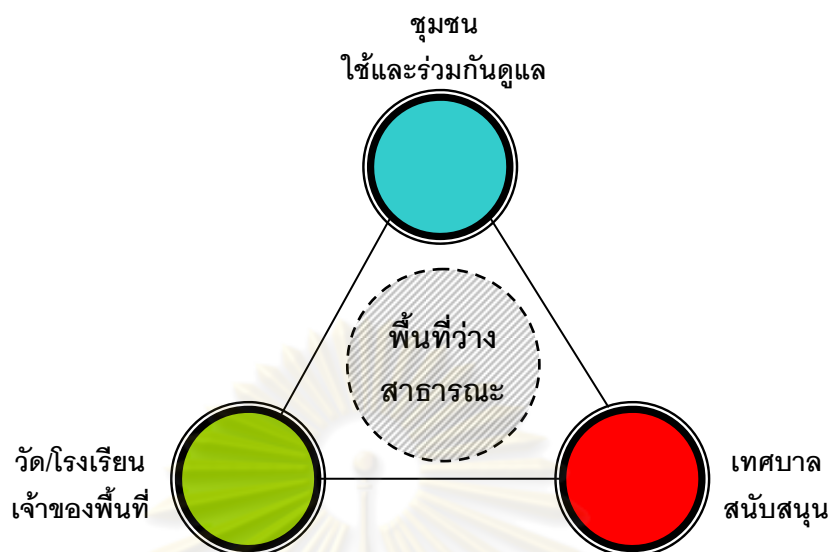 ชุมชน
ใช้และร่วมกันดูแล
พื้นที่ว่าง
สาธารณะ
วัด/โรงเรียน
เจ้าของพื้นที่
เทศบาล
สนับสนุน